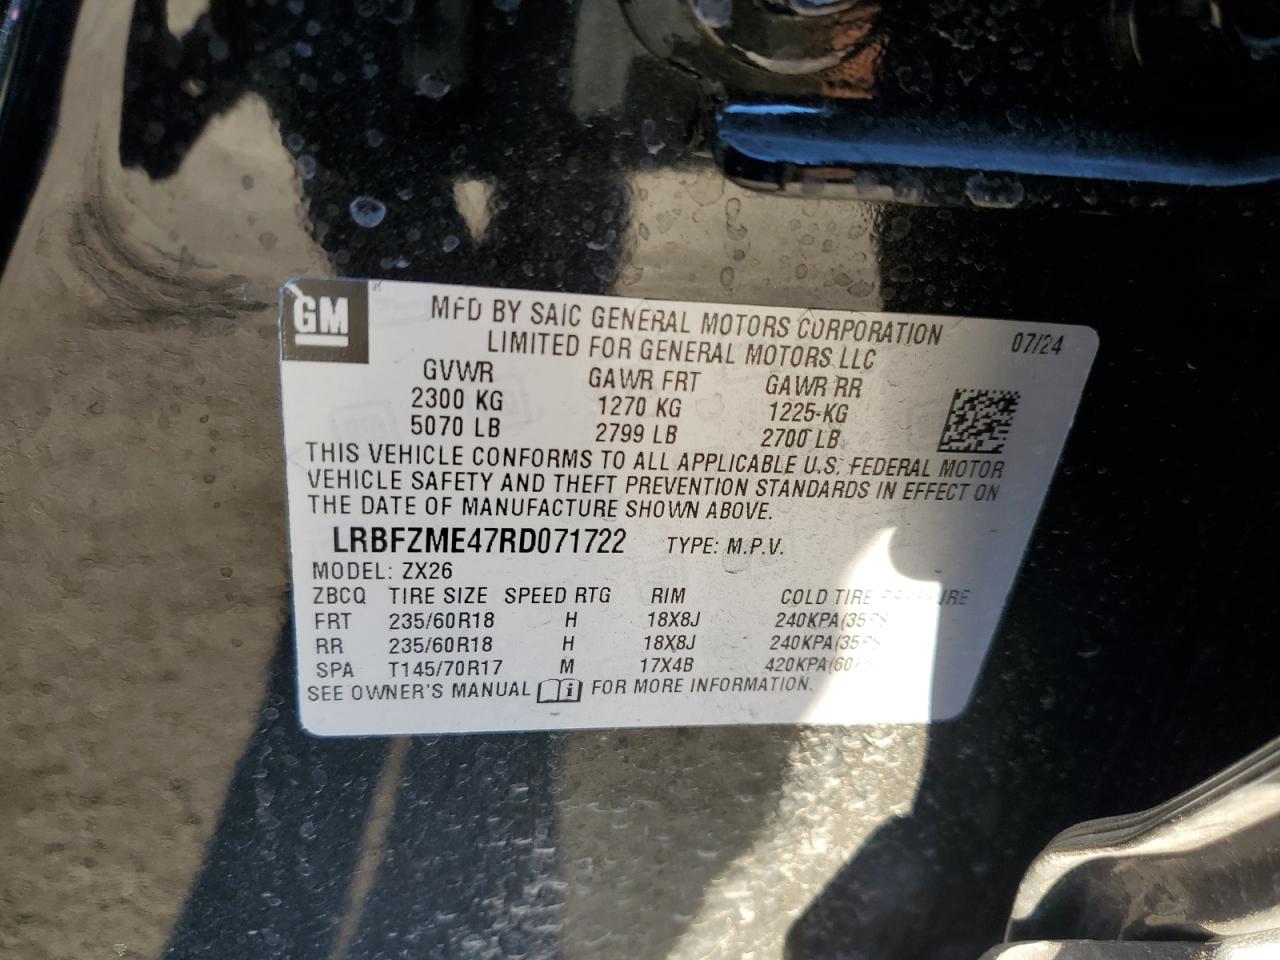 GM
MFD BY SAIC GENERAL MOTORS CORPORATION
LIMITED FOR GENERAL MOTORS LLC
07/24
GVWR GAWR FRT GAWR RR
2300 KG 1270 KG 1225 KG
5070 LB 2799 LB 2700 LB
THIS VEHICLE CONFORMS TO ALL APPLICABLE U.S. FEDERAL MOTOR
VEHICLE SAFETY AND THEFT PREVENTION STANDARDS IN EFFECT ON
THE DATE OF MANUFACTURE SHOWN ABOVE.
LRBFZME47RD071722 TYPE: M.P.V.
MODEL: ZX26
ZBCQ TIRE SIZE SPEED RTG RIM COLD TIRE
FRT 235/60R18 H 18X8J 240KPA(35
RR 235/60R18 H 18X8J 240KPA(35
SPA T145/70R17 M 17X4B 420KPA(60
SEE OWNER'S MANUAL FOR MORE INFORMATION.